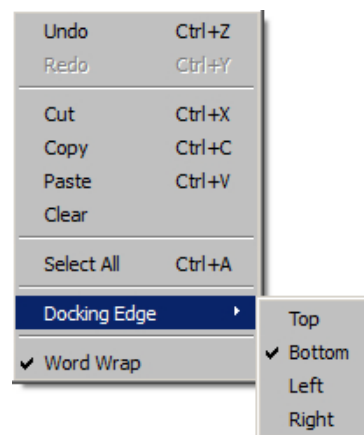 Undo Ctrl+Z
Redo Ctrl+Y
Cut Ctrl+X
Copy Ctrl+C
Paste Ctrl+V
Clear
Select All Ctrl+A
Docking Edge
Word Wrap
Top
Bottom
Left
Right